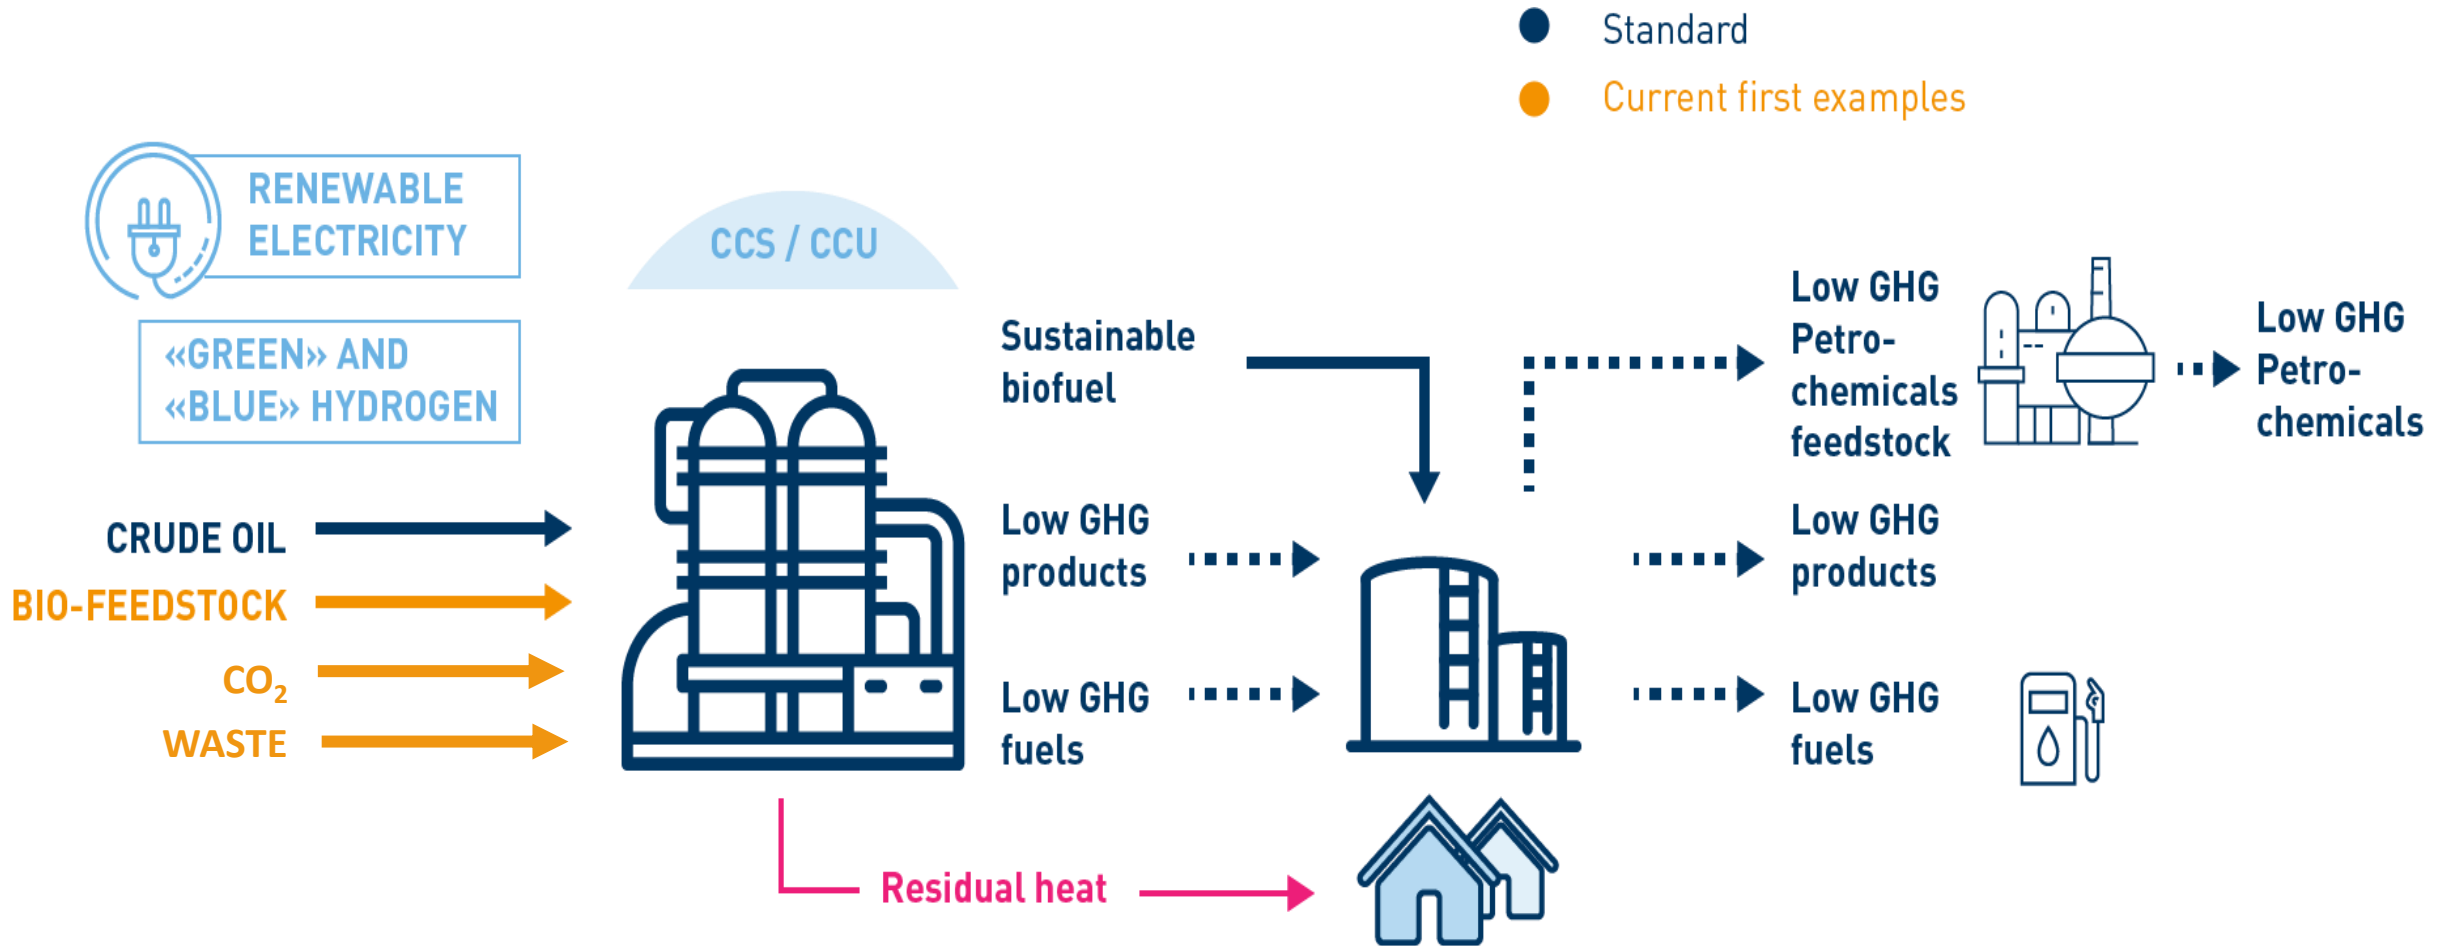 Standard
Current first examples
RENEWABLE
ELECTRICITY
«GREEN» AND
«BLUE» HYDROGEN
CCS / CCU
CRUDE OIL
BIO-FEEDSTOCK
CO₂
WASTE
Sustainable
biofuel
Low GHG
products
Low GHG
fuels
Residual heat
Low GHG
Petro-
chemicals
feedstock
Low GHG
products
Low GHG
fuels
Low GHG
Petro-
chemicals